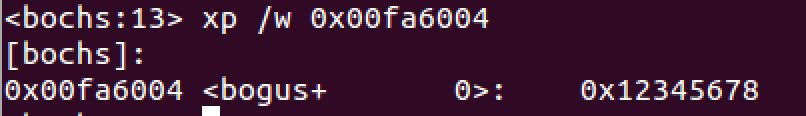 <bochs:13> xp /w 0x00fa6004
[bochs]:
0x00fa6004 <bogus+       0>:    0x12345678